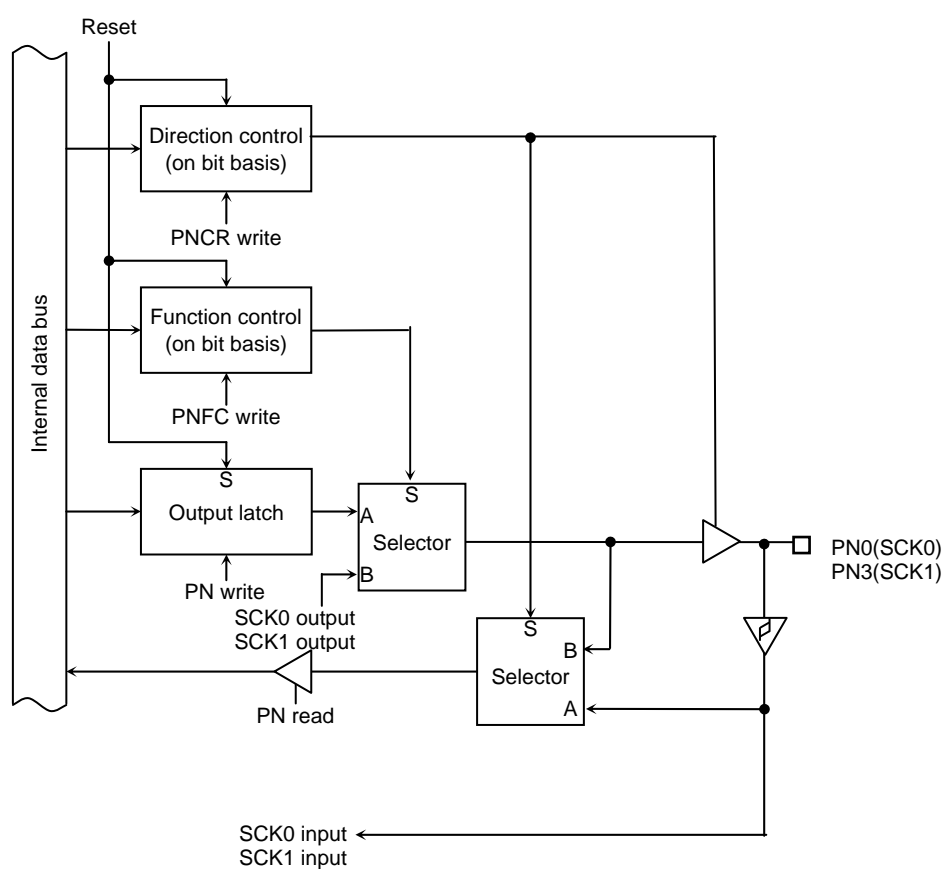 Reset
Internal data bus
Direction control
(on bit basis)
PNCR write
Function control
(on bit basis)
PNFC write
S
Output latch
PN write
S
A
Selector
B
SCK0 output
SCK1 output
PN0(SCK0)
PN3(SCK1)
S
B
Selector
A
PN read
SCK0 input
SCK1 input